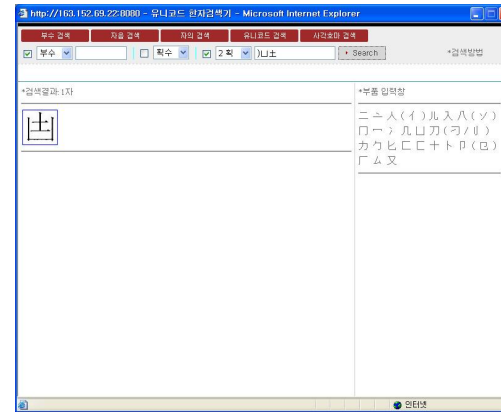 http://163.152.69.22:8080 - 유니코드 한자검색기 - Microsoft Internet Explorer
부수 검색 자음 검색 자의 검색 유니코드 검색 사각호마 검색
부수 획수 2 획 )凵土 Search *검색방법
*검색결과: 1자 *부품 입력창
凷
二 亠 人 ( 亻 ) 儿 入 八 ( ソ )
冂 冖 冫 几 凵 刀 ( 刁 / 刂 )
力 勹 匕 匚 匸 十 卜 卩 ( 㔾 )
厂 厶 又
인터넷